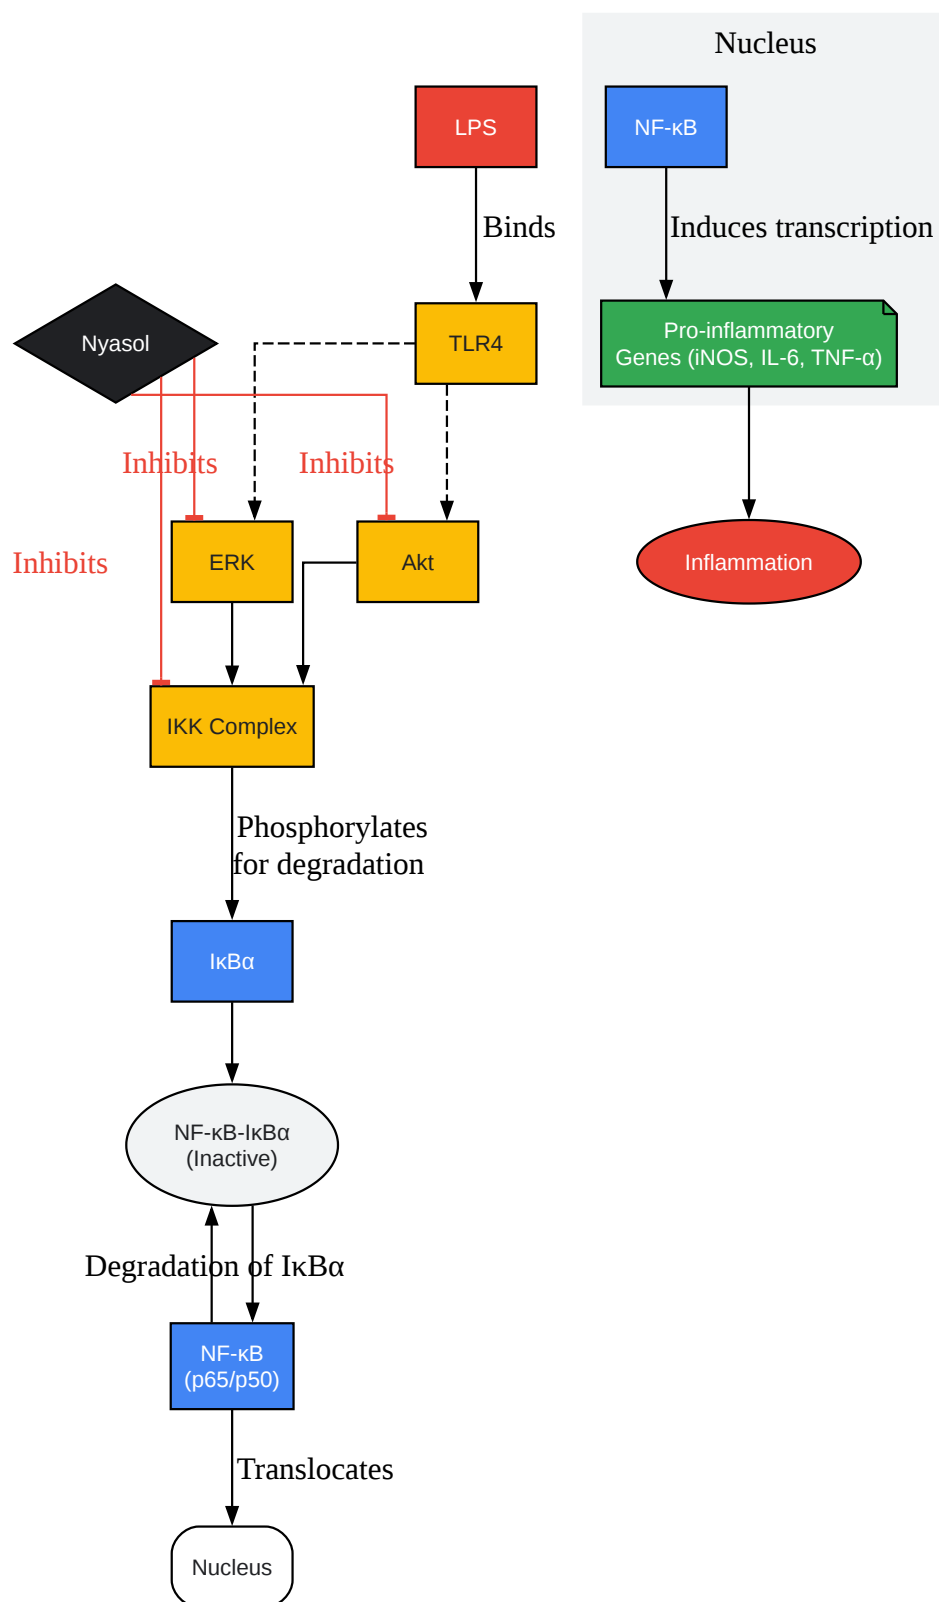 Nucleus
LPS
NF-κB
Binds
Induces transcription
Nyasol
TLR4
Pro-inflammatory
Genes (iNOS, IL-6, TNF-α)
Inhibits
Inhibits
Inhibits
ERK
Akt
Inflammation
IKK Complex
Phosphorylates
for degradation
IκBα
NF-κB-IκBα
(Inactive)
Degradation of IκBα
NF-κB
(p65/p50)
Translocates
Nucleus